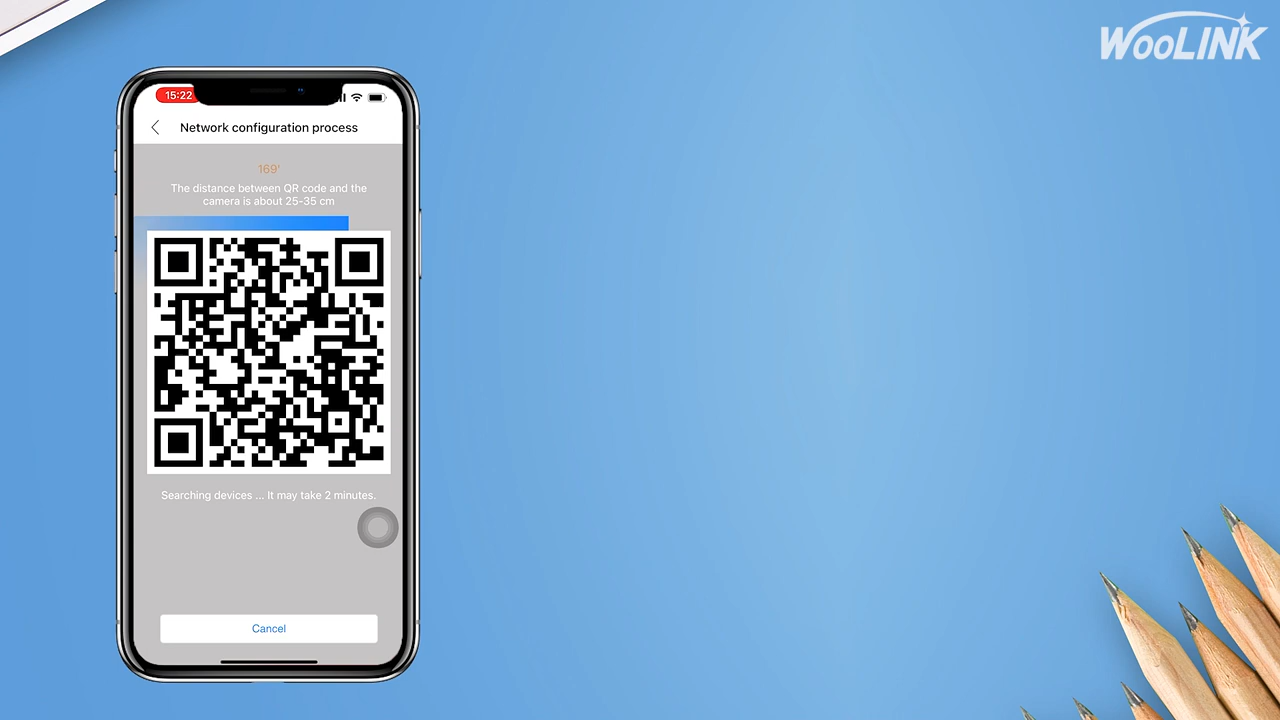 WOOLINK
15:22
Network configuration process
169'
The distance between QR code and the
camera is about 25-35 cm
Searching devices ... It may take 2 minutes.
Cancel